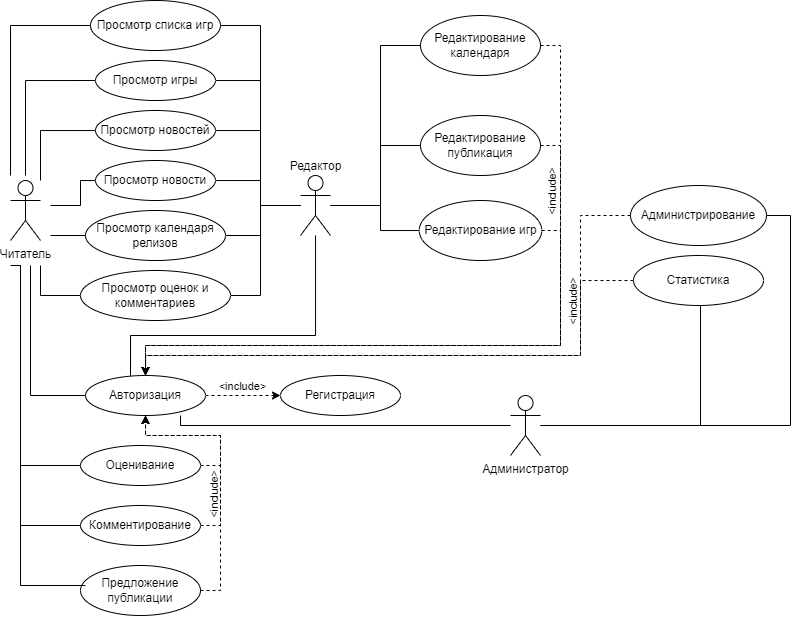 Просмотр списка игр
Просмотр игры
Просмотр новостей
Просмотр новости
Просмотр календаря
релизов
Просмотр оценок и
комментариев
Читатель
Редактор
Редактирование
календаря
Редактирование
публикация
Редактирование игр
<include>
Администрирование
Статистика
<include>
Авторизация
<include>
Регистрация
Администратор
Оценивание
Комментирование
Предложение
публикации
<include>